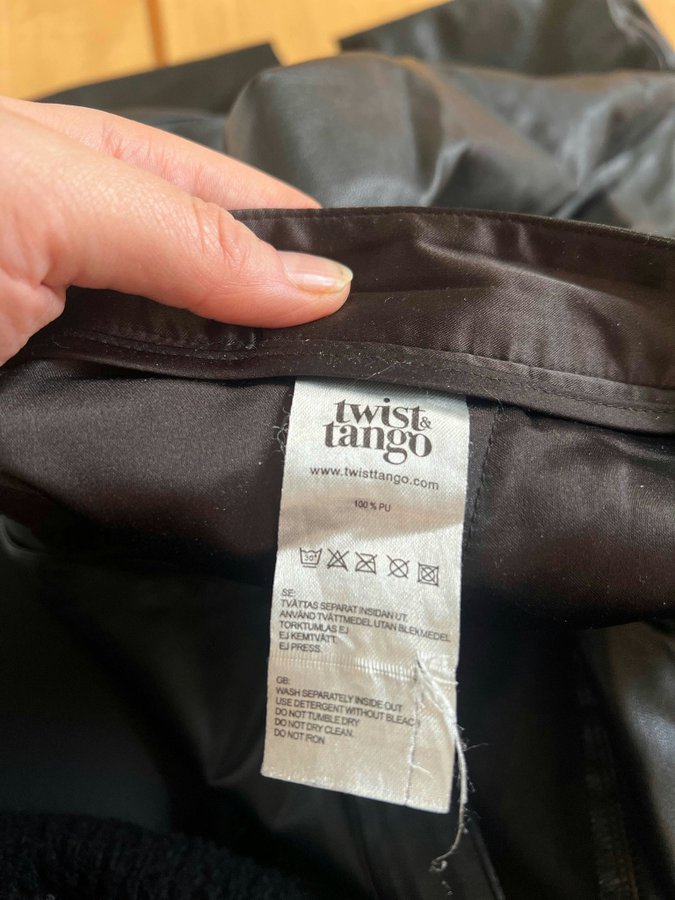 twist&
tango
www.twisttango.com
100 % PU
30°
SE:
TVÄTTAS SEPARAT INSIDAN UT.
ANVÄND TVÄTTMEDEL UTAN BLEKMEDEL
TORKTUMLAS EJ
EJ KEMTVÄTT.
EJ PRESS.
GB:
WASH SEPARATELY INSIDE OUT
USE DETERGENT WITHOUT BLEACH
DO NOT TUMBLE DRY
DO NOT DRY CLEAN.
DO NOT IRON.